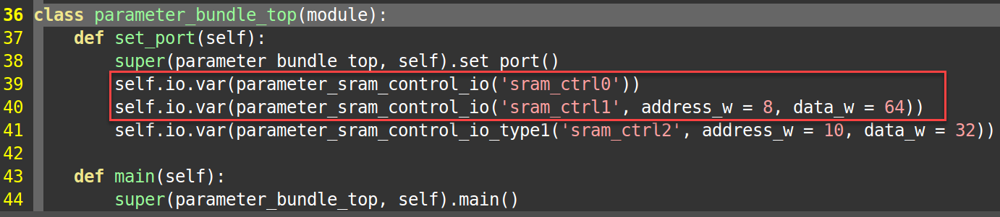 36 class parameter_bundle_top(module):
37     def set_port(self):
38         super(parameter_bundle_top, self).set_port()
39         self.io.var(parameter_sram_control_io('sram_ctrl0'))
40         self.io.var(parameter_sram_control_io('sram_ctrl1', address_w = 8, data_w = 64))
41         self.io.var(parameter_sram_control_io_type1('sram_ctrl2', address_w = 10, data_w = 32))
42
43     def main(self):
44         super(parameter_bundle_top, self).main()